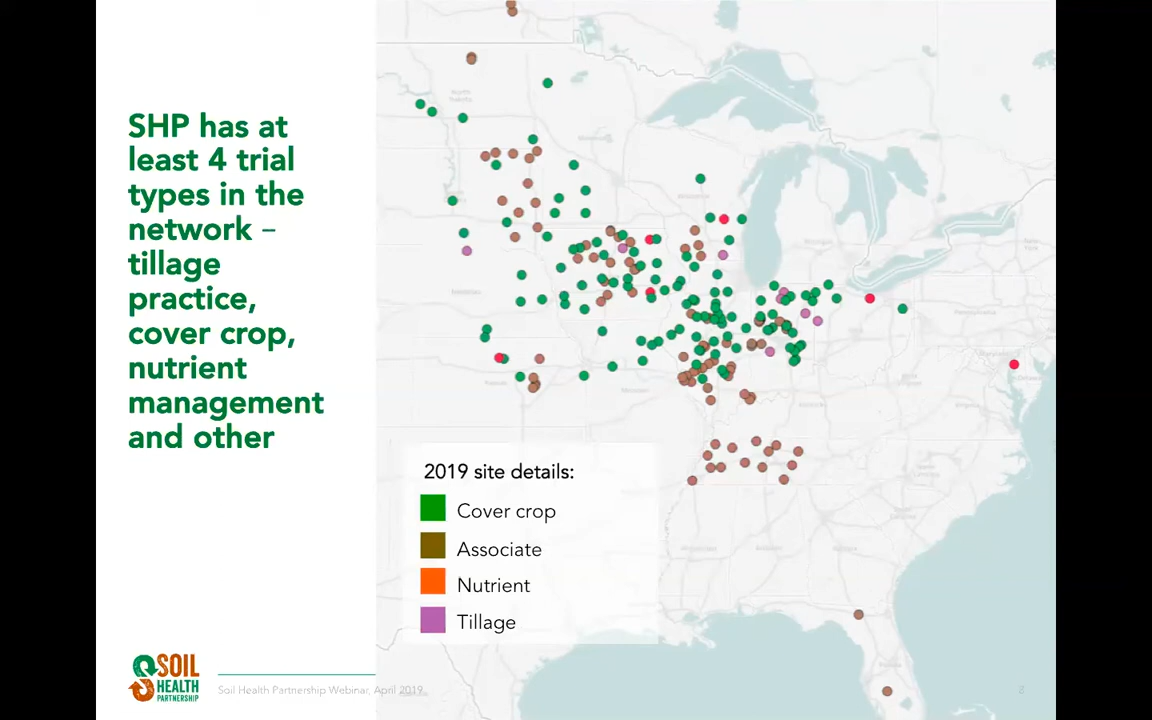 SHP has at
least 4 trial
types in the
network –
tillage
practice,
cover crop,
nutrient
management
and other
2019 site details:
Cover crop
Associate
Nutrient
Tillage
SOIL
HEALTH
PARTNERSHIP
Soil Health Partnership Webinar, April 2019
8